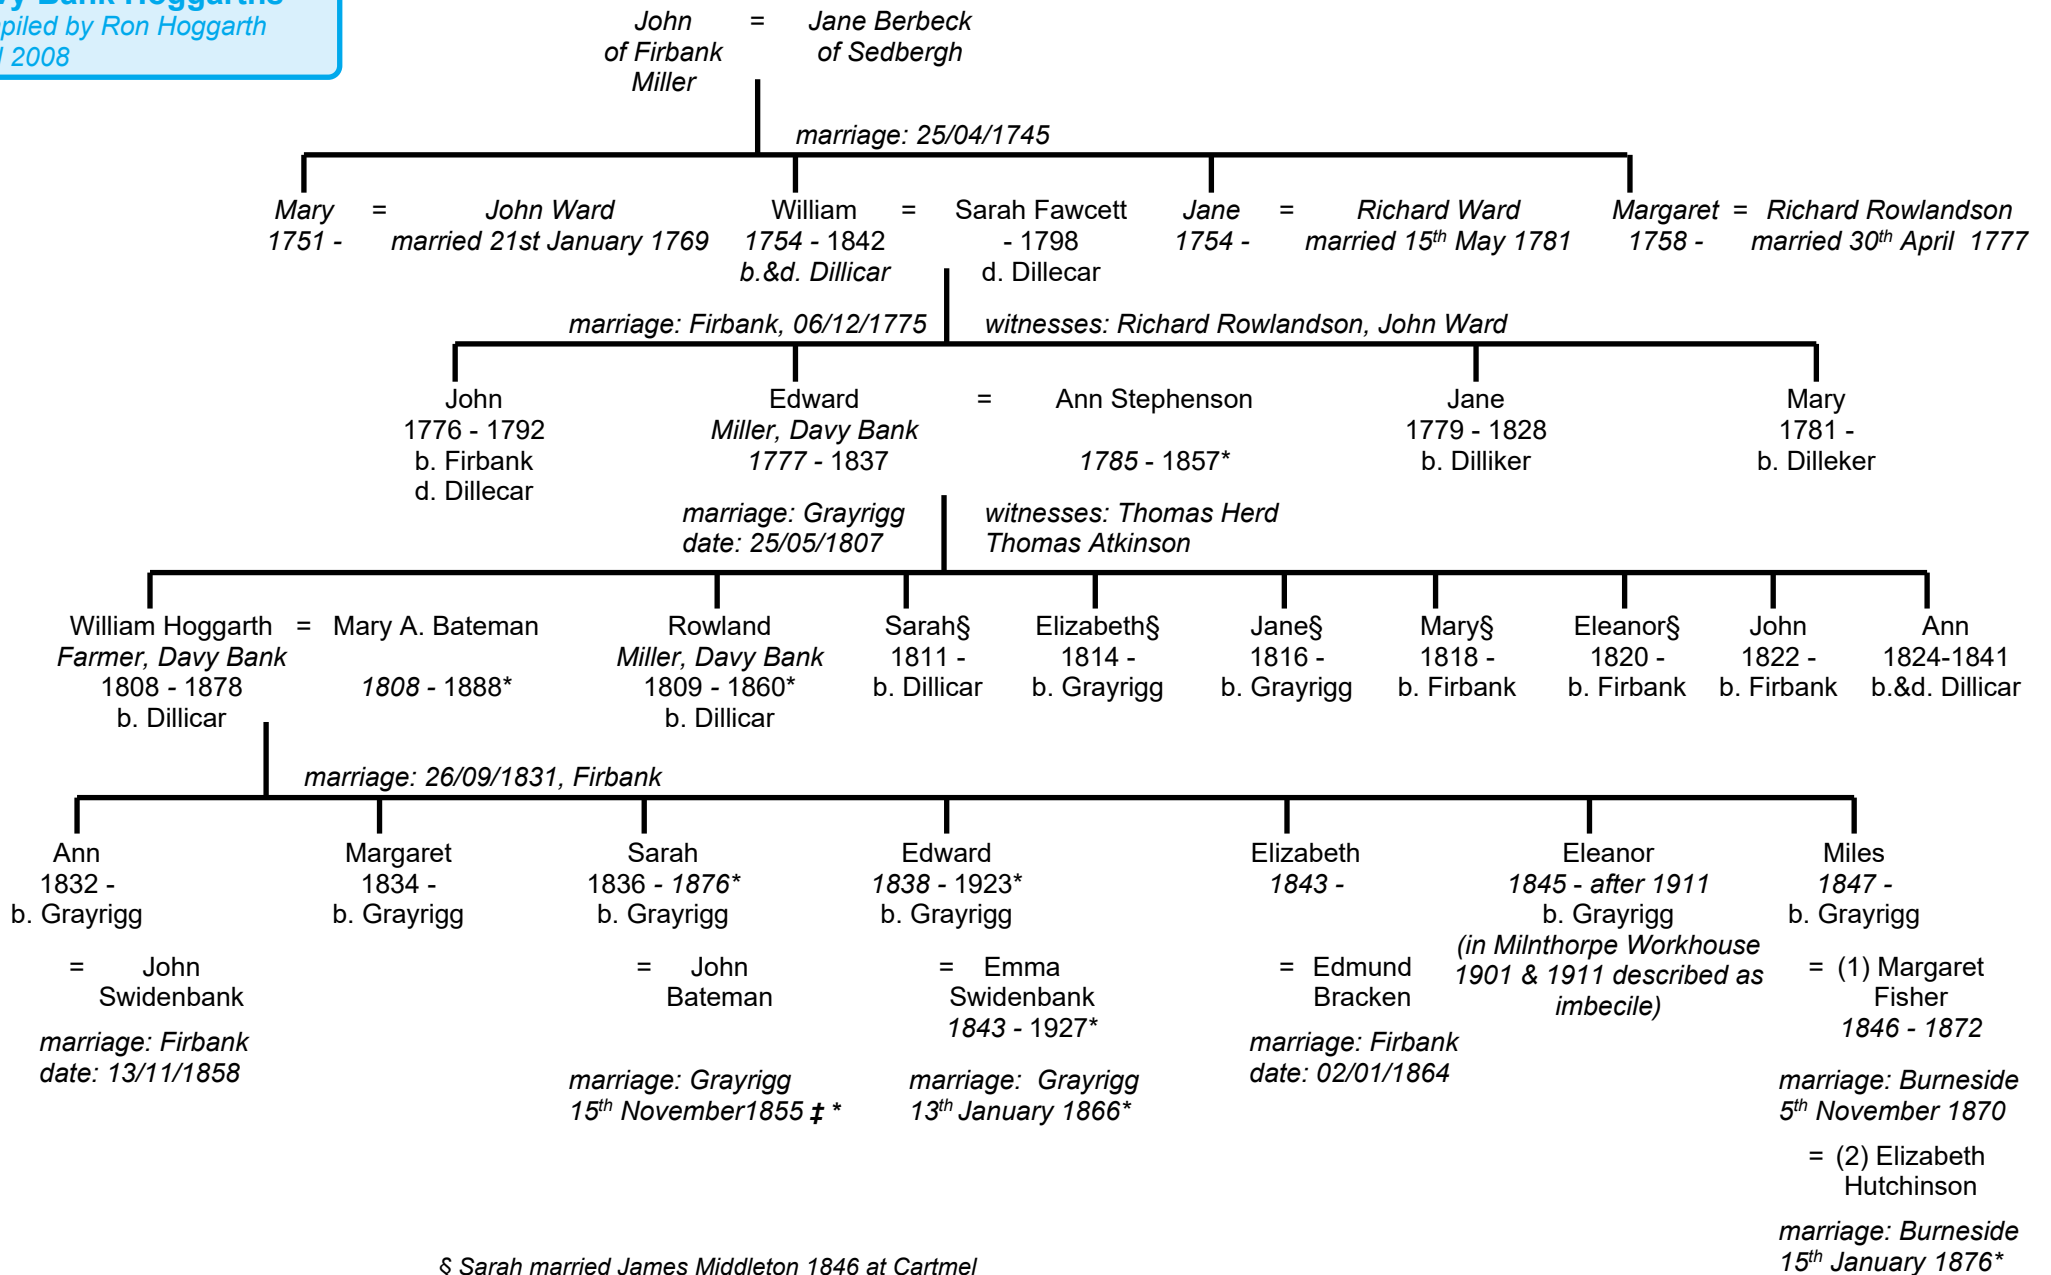 vy Bank Hoggarths
piled by Ron Hoggarth
2008
John = Jane Berbeck
of Firbank of Sedbergh
Miller
marriage: 25/04/1745
Mary = John Ward William = Sarah Fawcett Jane = Richard Ward Margaret = Richard Rowlandson
1751 - married 21st January 1769 1754 - 1842 - 1798 1754 - married 15th May 1781 1758 - married 30th April 1777
b.&d. Dillicar d. Dillecar
marriage: Firbank, 06/12/1775 witnesses: Richard Rowlandson, John Ward
John Edward = Ann Stephenson Jane Mary
1776 - 1792 Miller, Davy Bank 1779 - 1828 1781 -
b. Firbank 1777 - 1837 1785 - 1857* b. Dilliker b. Dilleker
d. Dillecar
marriage: Grayrigg witnesses: Thomas Herd
date: 25/05/1807 Thomas Atkinson
William Hoggarth = Mary A. Bateman Rowland Sarah§ Elizabeth§ Jane§ Mary§ Eleanor§ John Ann
Farmer, Davy Bank Miller, Davy Bank 1811 - 1814 - 1816 - 1818 - 1820 - 1822 - 1824-1841
1808 - 1878 1808 - 1888* 1809 - 1860* b. Dillicar b. Grayrigg b. Grayrigg b. Firbank b. Firbank b. Firbank b.&d. Dillicar
b. Dillicar b. Dillicar
marriage: 26/09/1831, Firbank
Ann Margaret Sarah Edward Elizabeth Eleanor Miles
1832 - 1834 - 1836 - 1876* 1838 - 1923* 1843 - 1845 - after 1911 1847 -
b. Grayrigg b. Grayrigg b. Grayrigg b. Grayrigg b. Grayrigg b. Grayrigg
(in Milnthorpe Workhouse
= John = John = Emma = Edmund 1901 & 1911 described as = (1) Margaret
Swidenbank Bateman Swidenbank Bracken imbecile) Fisher
1843 - 1927* 1846 - 1872
marriage: Firbank marriage: Firbank
date: 13/11/1858 date: 02/01/1864
marriage: Grayrigg marriage: Grayrigg marriage: Burneside
15th November1855 ‡ * 13th January 1866* 5th November 1870
= (2) Elizabeth
Hutchinson
marriage: Burneside
15th January 1876*
§ Sarah married James Middleton 1846 at Cartmel